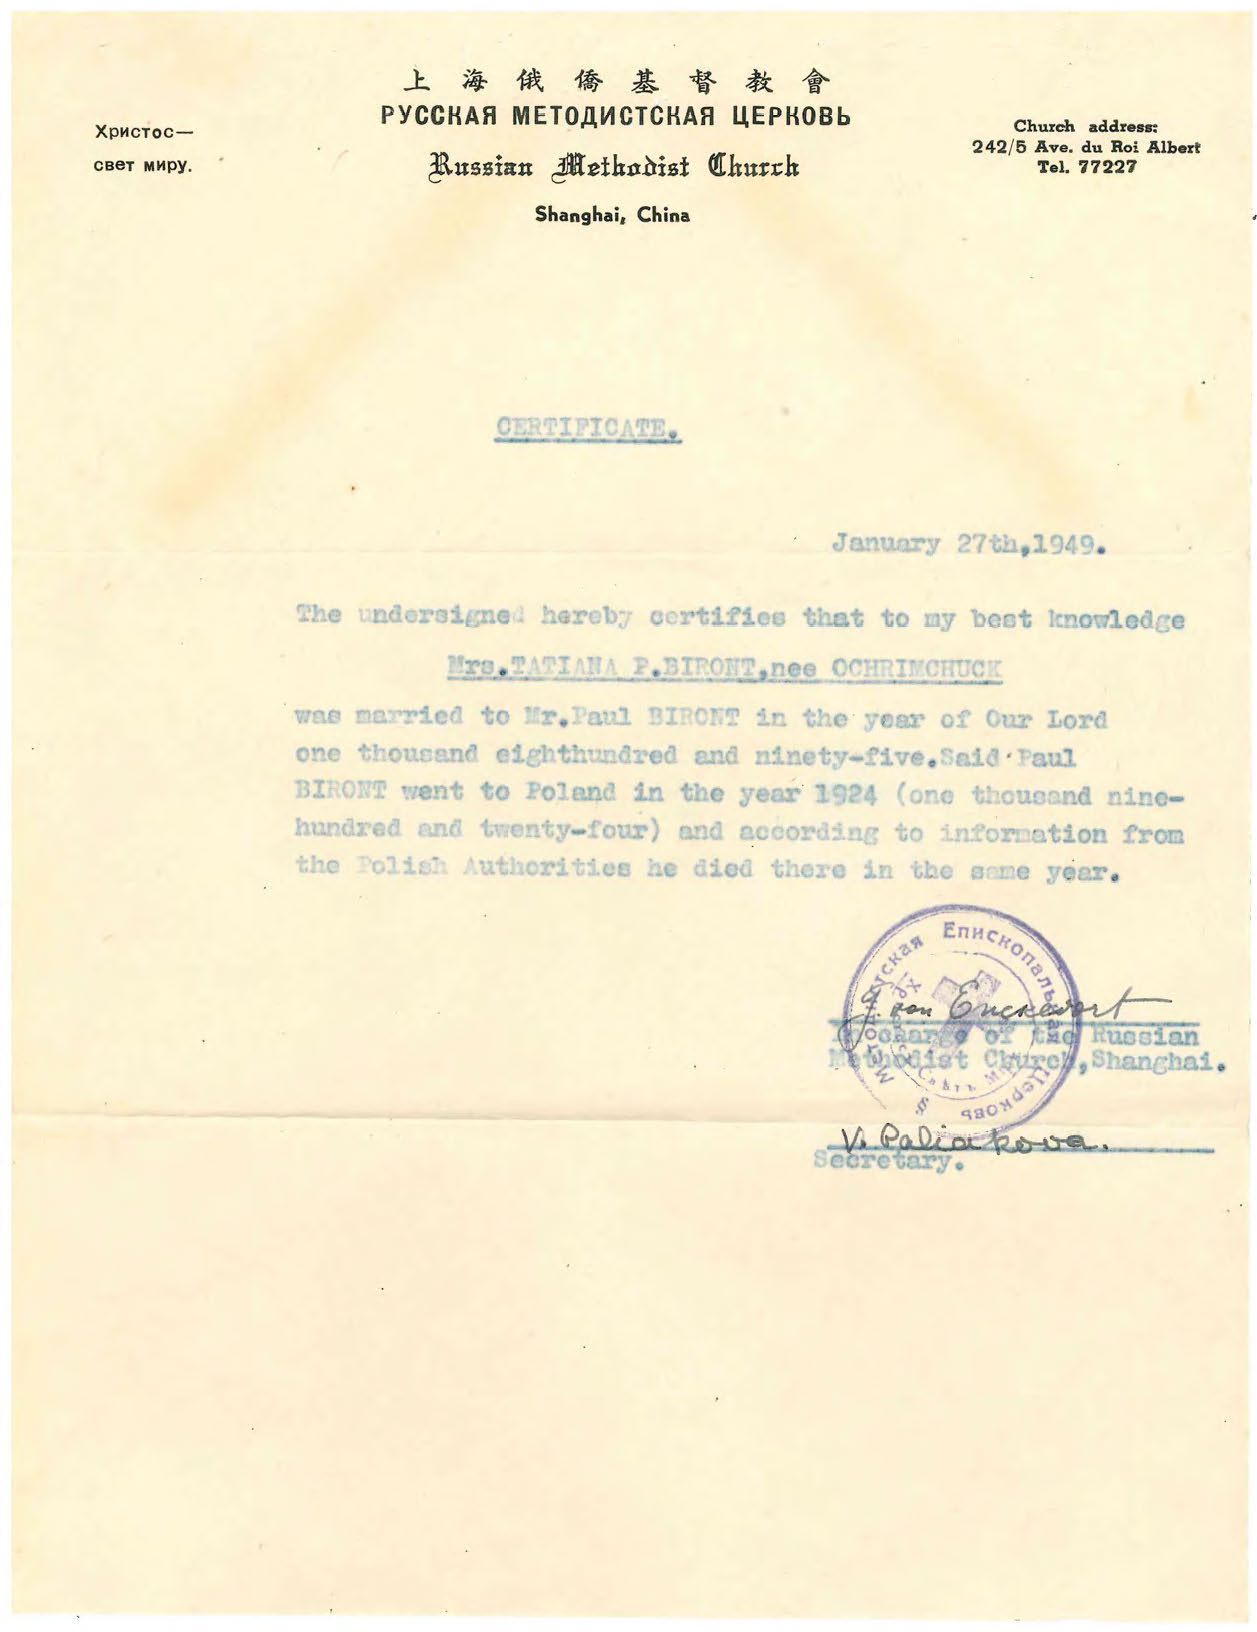 上海俄僑基督教會
РУССКАЯ МЕТОДИСТСКАЯ ЦЕРКОВЬ
Russian Methodist Church
Shanghai, China
Христос—
свет миру.
Church address:
242/5 Ave. du Roi Albert
Tel. 77227
CERTIFICATE.
January 27th,1949.
The undersigned hereby certifies that to my best knowledge
Mrs.TATIANA P.BIRONT,nee OCHRIMCHUCK
was married to Mr.Paul BIRONT in the year of Our Lord
one thousand eighthundred and ninety-five.Said Paul
BIRONT went to Poland in the year 1924 (one thousand nine-
hundred and twenty-four) and according to information from
the Polish Authorities he died there in the same year.
Методистская Епископальная Церковь
Свѣтъ
von Enckevort
In charge of the Russian
Methodist Church,Shanghai.
V. Paliakova.
Secretary.